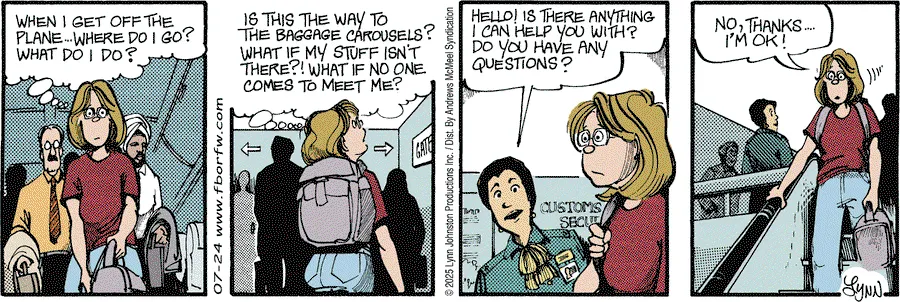 WHEN I GET OFF THE
PLANE...WHERE DO I GO?
WHAT DO I DO?
07-24 www.fborfw.com
IS THIS THE WAY TO
THE BAGGAGE CAROUSELS?
WHAT IF MY STUFF ISN'T
THERE?! WHAT IF NO ONE
COMES TO MEET ME?
GATE
© 2025 Lynn Johnston Productions Inc. / Dist. By Andrews McMeel Syndication
HELLO! IS THERE ANYTHING
I CAN HELP YOU WITH?
DO YOU HAVE ANY
QUESTIONS?
CUSTOMS
SECU
NO, THANKS....
I'M OK!
LYNN